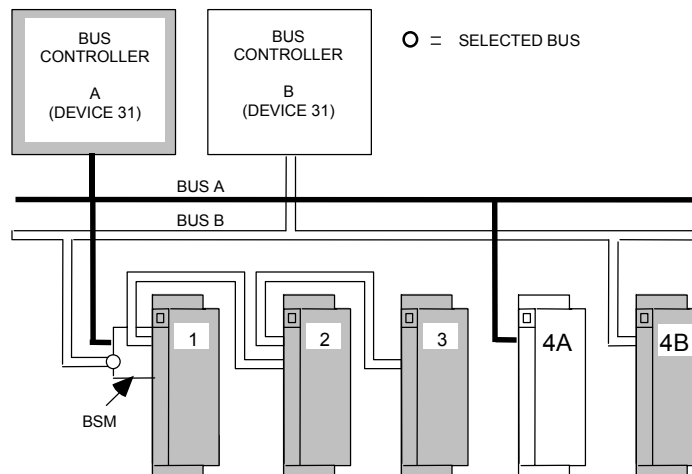 BUS
CONTROLLER
A
(DEVICE 31)
BUS
CONTROLLER
B
(DEVICE 31)
= SELECTED BUS
BUS A
BUS B
1
2
3
4A
4B
BSM